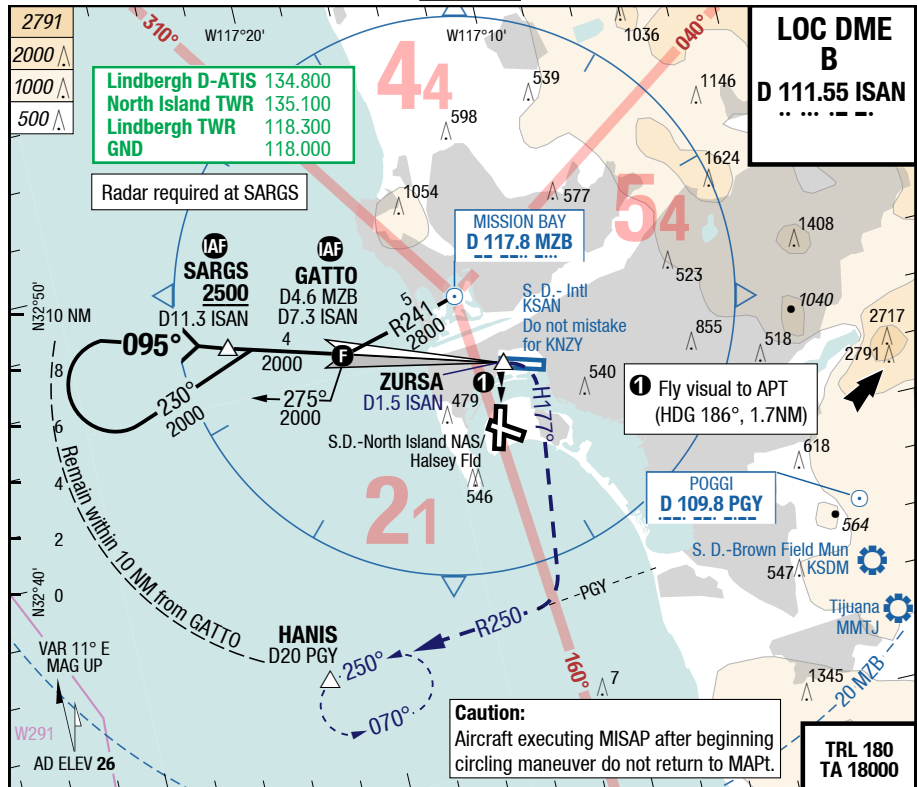 2791
2000
1000
500
310°
W117°20'
W117°10'
040°
1036
LOC DME
B
D 111.55 ISAN
Lindbergh D-ATIS 134.800
North Island TWR 135.100
Lindbergh TWR 118.300
GND 118.000
44
539
598
1146
1624
Radar required at SARGS
1054
577
54
MISSION BAY
D 117.8 MZB
1408
523
IAF
SARGS
2500
D11.3 ISAN
IAF
GATTO
D4.6 MZB
D7.3 ISAN
5
R241
2800
S. D.- Intl
KSAN
Do not mistake
for KNZY
1040
N32°50'
10 NM
095°
4
2000
F
855
518
2717
2791
8
230°
2000
275°
2000
ZURSA
D1.5 ISAN
1
479
H177°
540
1 Fly visual to APT
(HDG 186°, 1.7NM)
6
S.D.-North Island NAS/
Halsey Fld
546
618
4
21
POGGI
D 109.8 PGY
564
2
Remain within 10 NM from GATTO
S. D.-Brown Field Mun
KSDM
547
0
N32°40'
PGY
Tijuana
MMTJ
R250
HANIS
D20 PGY
250°
070°
160°
7
1345
20 MZB
VAR 11° E
MAG UP
W291
AD ELEV 26
Caution:
Aircraft executing MISAP after beginning
circling maneuver do not return to MAPt.
TRL 180
TA 18000